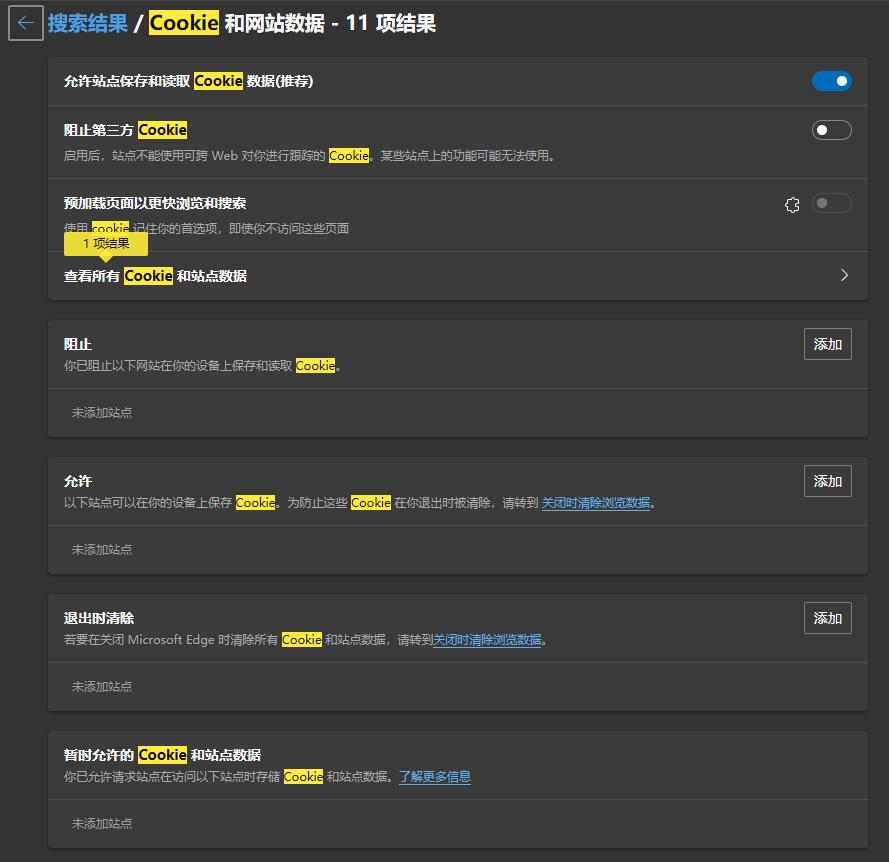 搜索结果 / Cookie 和网站数据 - 11 项结果
允许站点保存和读取 Cookie 数据(推荐)
阻止第三方 Cookie
启用后，站点不能使用可跨 Web 对你进行跟踪的 Cookie。某些站点上的功能可能无法使用。
预加载页面以更快浏览和搜索
使用 cookie 记住你的首选项，即使你不访问这些页面
1 项结果
查看所有 Cookie 和站点数据
阻止
添加
你已阻止以下网站在你的设备上保存和读取 Cookie。
未添加站点
允许
添加
以下站点可以在你的设备上保存 Cookie。为防止这些 Cookie 在你退出时被清除，请转到 关闭时清除浏览数据。
未添加站点
退出时清除
添加
若要在关闭 Microsoft Edge 时清除所有 Cookie 和站点数据，请转到关闭时清除浏览数据。
未添加站点
暂时允许的 Cookie 和站点数据
你已允许请求站点在访问以下站点时存储 Cookie 和站点数据。了解更多信息
未添加站点